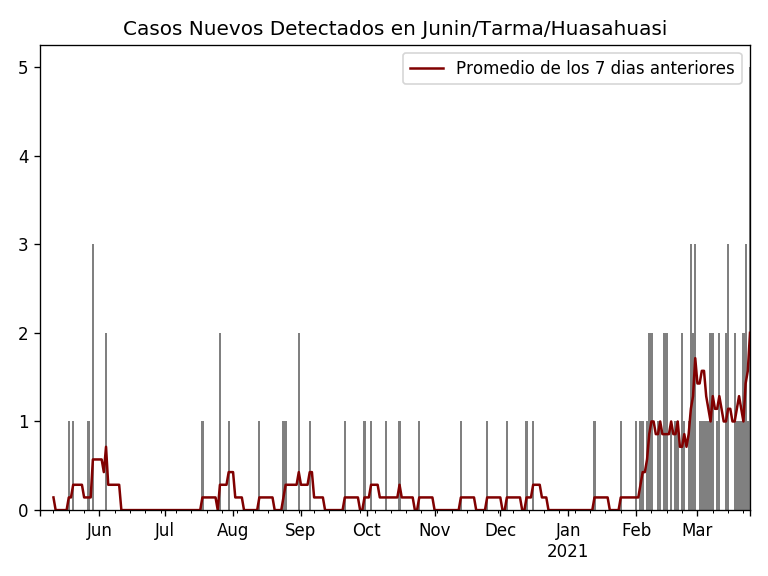 Casos Nuevos Detectados en Junin/Tarma/Huasahuasi
Promedio de los 7 dias anteriores
5
4
3
2
1
0
Jun Jul Aug Sep Oct Nov Dec Jan Feb Mar
2021